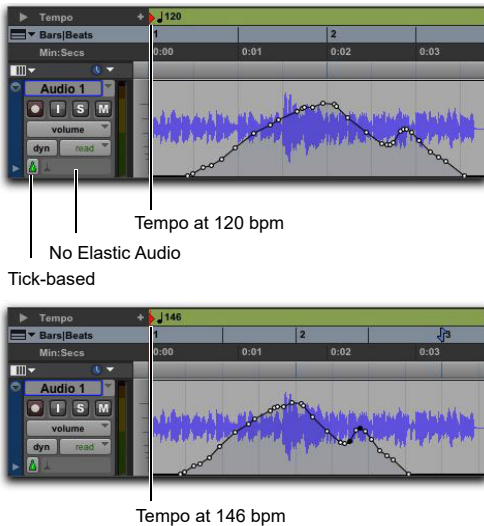 Tempo + ♩120
Bars|Beats 1 2
Min:Secs 0:00 0:01 0:02 0:03
Audio 1
I S M
volume
dyn read
Tempo at 120 bpm
No Elastic Audio
Tick-based
Tempo + ♩146
Bars|Beats 1 2 3
Min:Secs 0:00 0:01 0:02 0:03
Audio 1
I S M
volume
dyn read
Tempo at 146 bpm